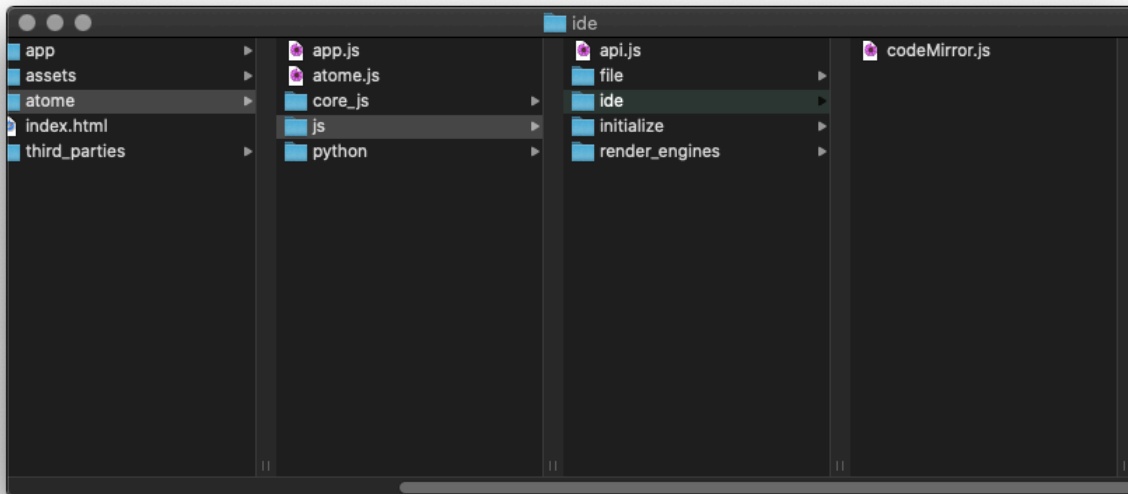 ide
app
assets
atome
index.html
third_parties
app.js
atome.js
core_js
js
python
api.js
file
ide
initialize
render_engines
codeMirror.js